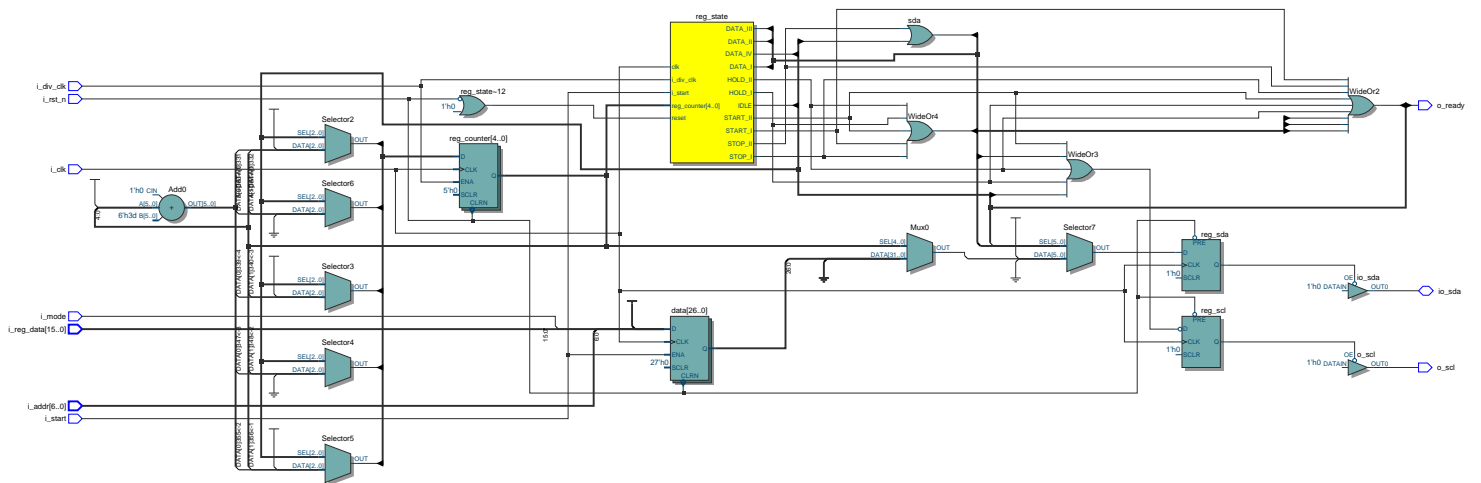 reg_state
DATA_III
DATA_II
DATA_IV
DATA_I
HOLD_II
HOLD_I
IDLE
START_II
START_I
STOP_II
STOP_I
clk
i_div_clk
i_start
reg_counter[4..0]
reset
sda
WideOr4
WideOr3
WideOr2
o_ready
i_div_clk
i_rst_n
reg_state~12
1'h0
Selector2
SEL[2..0]
DATA[2..0]
OUT
reg_counter[4..0]
D
CLK
ENA
5'h0
SCLR
CLRN
Q
i_clk
Add0
1'h0 CIN
A[5..0]
6'h3d B[5..0]
OUT[5..0]
4:0
Selector6
SEL[2..0]
DATA[2..0]
OUT
Selector3
SEL[2..0]
DATA[2..0]
OUT
Mux0
SEL[4..0]
DATA[31..0]
OUT
26:0
Selector7
SEL[5..0]
DATA[5..0]
OUT
reg_sda
PRE
D
CLK
1'h0
SCLR
Q
io_sda
OE
1'h0 DATAIN
OUT0
io_sda
i_mode
i_reg_data[15..0]
15:0
6:0
data[26..0]
D
CLK
ENA
27'h0
SCLR
CLRN
Q
reg_scl
PRE
D
CLK
1'h0
SCLR
Q
o_scl
OE
1'h0 DATAIN
OUT0
o_scl
Selector4
SEL[2..0]
DATA[2..0]
OUT
i_addr[6..0]
i_start
Selector5
SEL[2..0]
DATA[2..0]
OUT